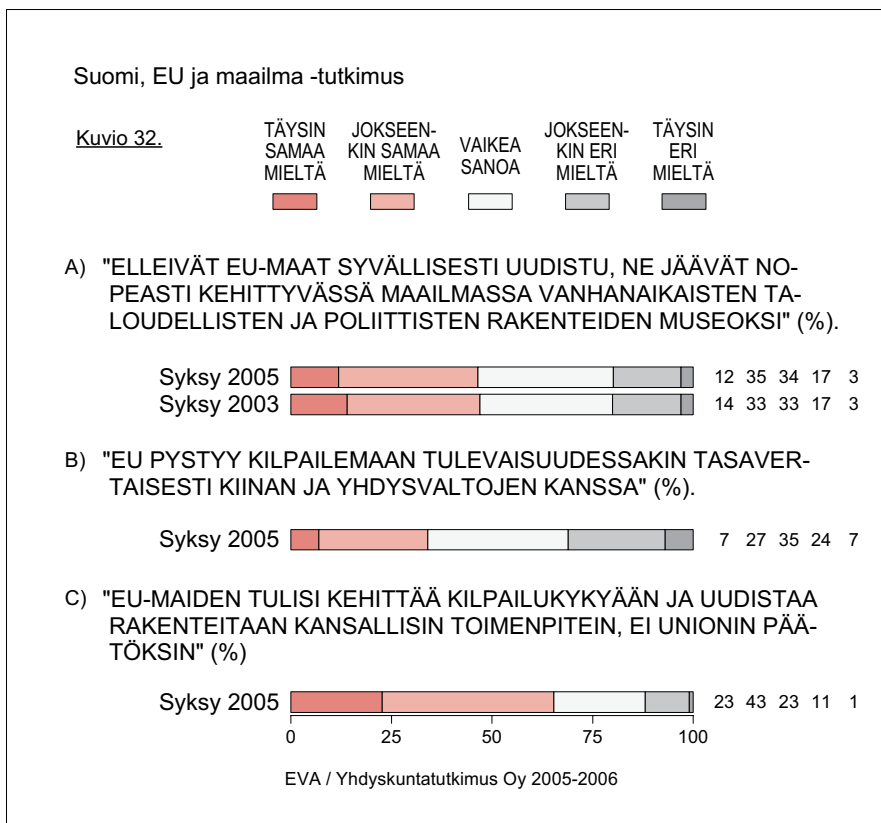 Suomi, EU ja maailma -tutkimus
Kuvio 32.
TÄYSIN SAMAA MIELTÄ
JOKSEEN-KIN SAMAA MIELTÄ
VAIKEA SANOA
JOKSEEN-KIN ERI MIELTÄ
TÄYSIN ERI MIELTÄ
A) "ELLEIVÄT EU-MAAT SYVÄLLISESTI UUDISTU, NE JÄÄVÄT NO-
PEASTI KEHITTYVÄSSÄ MAAILMASSA VANHANAIKAISTEN TA-
LOUDELLISTEN JA POLIITTISTEN RAKENTEIDEN MUSEOKSI" (%).
Syksy 2005 12 35 34 17 3
Syksy 2003 14 33 33 17 3
B) "EU PYSTYY KILPAILEMAAN TULEVAISUUDESSAKIN TASAVER-
TAISESTI KIINAN JA YHDYSVALTOJEN KANSSA" (%).
Syksy 2005 7 27 35 24 7
C) "EU-MAIDEN TULISI KEHITTÄÄ KILPAILUKYKYÄÄN JA UUDISTAA
RAKENTEITAAN KANSALLISIN TOIMENPITEIN, EI UNIONIN PÄÄ-
TÖKSIN" (%)
Syksy 2005 23 43 23 11 1
0 25 50 75 100
EVA / Yhdyskuntatutkimus Oy 2005-2006